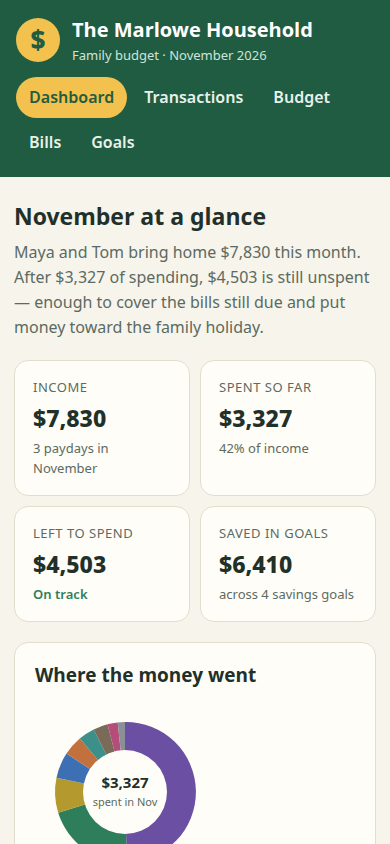 $
The Marlowe Household
Family budget · November 2026
Dashboard Transactions Budget
Bills Goals
November at a glance
Maya and Tom bring home $7,830 this month.
After $3,327 of spending, $4,503 is still unspent
— enough to cover the bills still due and put
money toward the family holiday.
INCOME
$7,830
3 paydays in
November
SPENT SO FAR
$3,327
42% of income
LEFT TO SPEND
$4,503
On track
SAVED IN GOALS
$6,410
across 4 savings goals
Where the money went
$3,327
spent in Nov